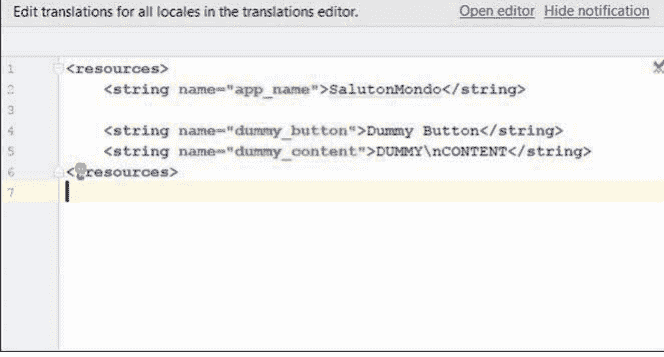 Edit translations for all locales in the translations editor. Open editor Hide notification
1 <resources>
2 <string name="app_name">SalutonMondo</string>
3
4 <string name="dummy_button">Dummy Button</string>
5 <string name="dummy_content">DUMMY\nCONTENT</string>
6 </resources>
7